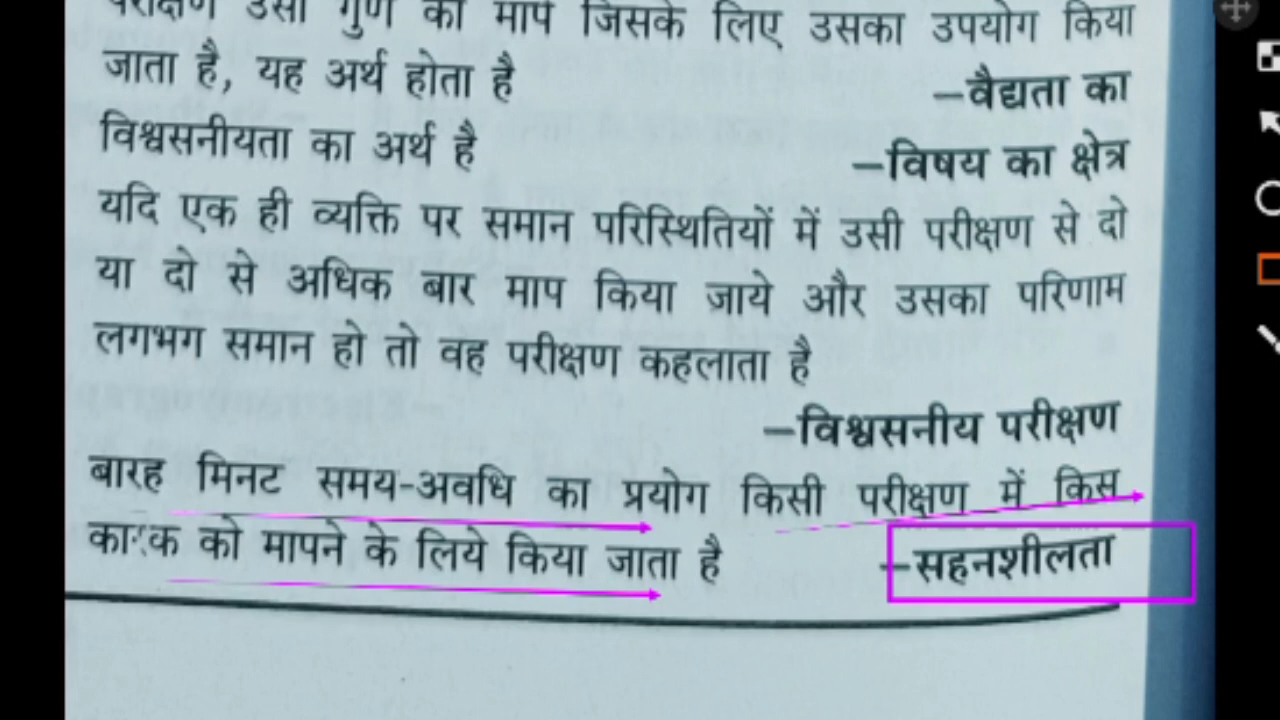 परीक्षण उसी गुण का माप जिसके लिए उसका उपयोग किया
जाता है, यह अर्थ होता है –वैद्यता का
विश्वसनीयता का अर्थ है –विषय का क्षेत्र
यदि एक ही व्यक्ति पर समान परिस्थितियों में उसी परीक्षण से दो
या दो से अधिक बार माप किया जाये और उसका परिणाम
लगभग समान हो तो वह परीक्षण कहलाता है
–विश्वसनीय परीक्षण
बारह मिनट समय-अवधि का प्रयोग किसी परीक्षण में किस
को मापने के लिये किया जाता है –सहनशीलता